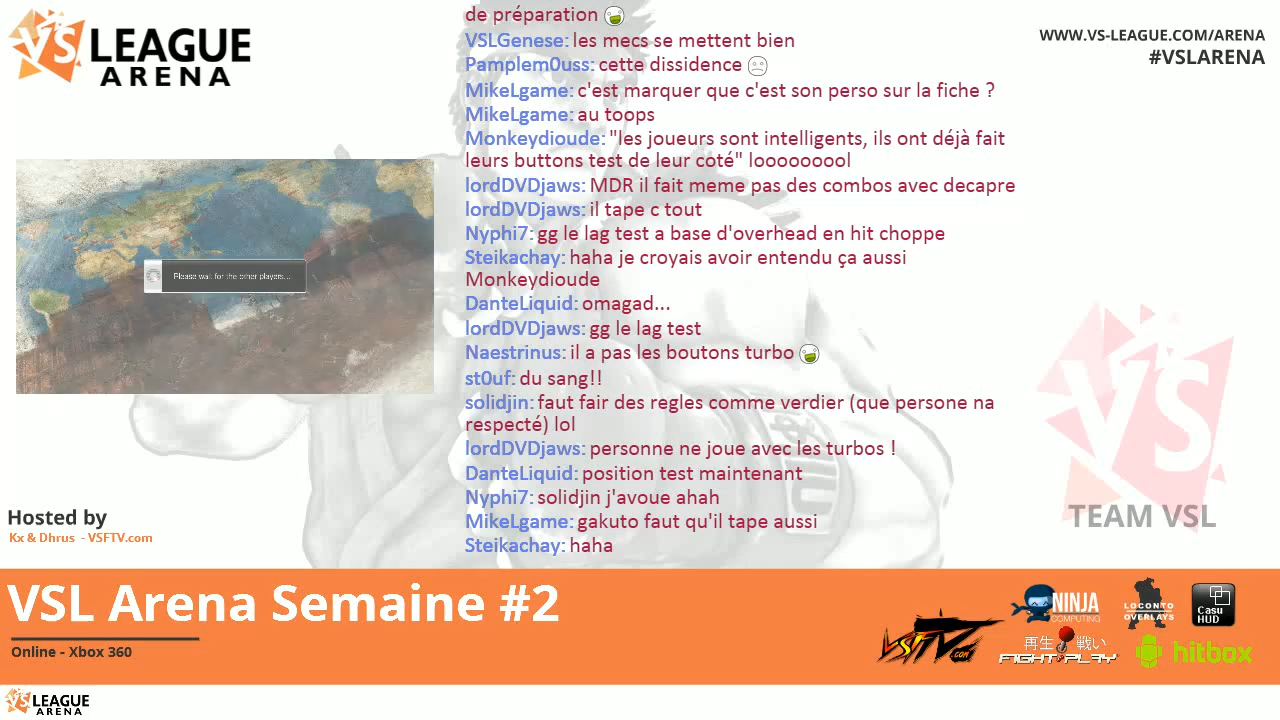 VS LEAGUE
ARENA
WWW.VS-LEAGUE.COM/ARENA
#VSLARENA
de préparation
VSLGenese: les mecs se mettent bien
Pamplem0uss: cette dissidence
MikeLgame: c'est marquer que c'est son perso sur la fiche ?
MikeLgame: au toops
Monkeydioude: "les joueurs sont intelligents, ils ont déjà fait
leurs buttons test de leur coté" looooooool
lordDVDjaws: MDR il fait meme pas des combos avec decapre
lordDVDjaws: il tape c tout
Nyphi7: gg le lag test a base d'overhead en hit choppe
Steikachay: haha je croyais avoir entendu ça aussi
Monkeydioude
DanteLiquid: omagad...
lordDVDjaws: gg le lag test
Naestrinus: il a pas les boutons turbo
st0uf: du sang!!
solidjin: faut fair des regles comme verdier (que persone na
respecté) lol
lordDVDjaws: personne ne joue avec les turbos !
DanteLiquid: position test maintenant
Nyphi7: solidjin j'avoue ahah
MikeLgame: gakuto faut qu'il tape aussi
Steikachay: haha
Please wait for the other players...
VS
TEAM VSL
Hosted by
Kx & Dhrus - VSFTV.com
VSL Arena Semaine #2
Online - Xbox 360
VSFTV.com
NINJA
COMPUTING
LOCONTO
OVERLAYS
Casu
HUD
再生 戦い
FIGHT PLAY
hitbox
VS LEAGUE
ARENA